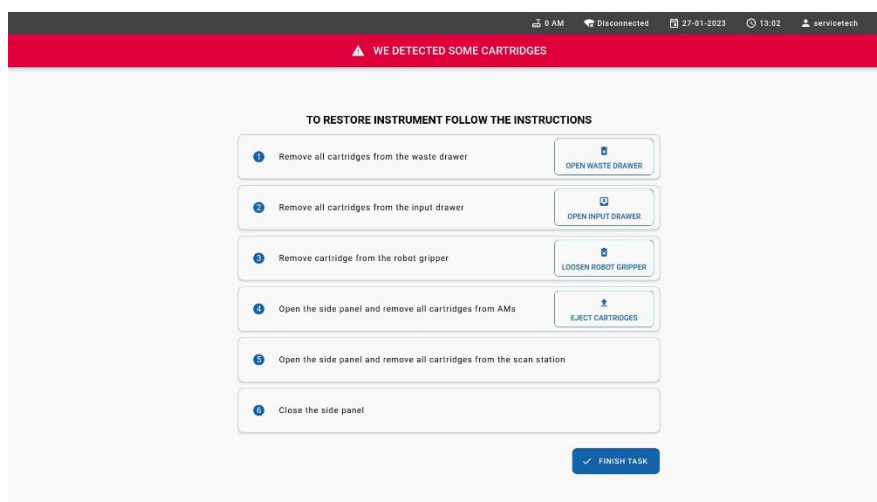 0 AM Disconnected 27-01-2023 13:02 servicetech
WE DETECTED SOME CARTRIDGES
TO RESTORE INSTRUMENT FOLLOW THE INSTRUCTIONS
1 Remove all cartridges from the waste drawer
OPEN WASTE DRAWER
2 Remove all cartridges from the input drawer
OPEN INPUT DRAWER
3 Remove cartridge from the robot gripper
LOOSEN ROBOT GRIPPER
4 Open the side panel and remove all cartridges from AMs
EJECT CARTRIDGES
5 Open the side panel and remove all cartridges from the scan station
6 Close the side panel
FINISH TASK